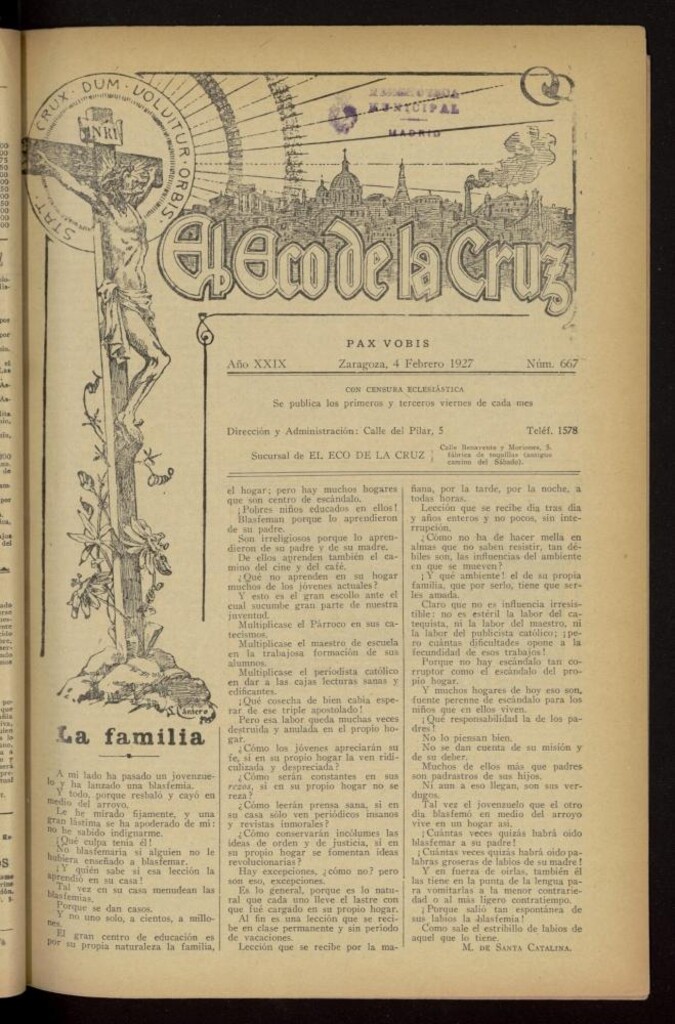 STAT · CRUX · DUM · VOLVITUR · ORBIS
INRI
MUNICIPAL
MADRID
El Eco de la Cruz
PAX VOBIS
Año XXIX Zaragoza, 4 Febrero 1927 Núm. 667
CON CENSURA ECLESIÁSTICA
Se publica los primeros y terceros viernes de cada mes
Dirección y Administración: Calle del Pilar, 5 Teléf. 1578
Sucursal de EL ECO DE LA CRUZ
Calle Benavente y Moriones, 5.
fábrica de toquillas (antiguo
camino del Sábado).
La familia
A mi lado ha pasado un jovenzue-
lo y ha lanzado una blasfemia.
Y todo, porque resbaló y cayó en
medio del arroyo.
Le he mirado fijamente, y una
gran lástima se ha apoderado de mi:
no he sabido indignarme.
¡Qué culpa tenía él!
No blasfemaría si alguien no le
hubiera enseñado a blasfemar.
¡Y quién sabe si esa lección la
aprendió en su casa!
Tal vez en su casa menudean las
blasfemias.
Porque se dan casos.
Y no uno solo, a cientos, a millo-
nes.
El gran centro de educación es
por su propia naturaleza la familia,
el hogar; pero hay muchos hogares
que son centro de escándalo.
¡Pobres niños educados en ellos!
Blasfeman porque lo aprendieron
de su padre.
Son irreligiosos porque lo apren-
dieron de su padre y de su madre.
De ellos aprenden también el ca-
mino del cine y del café.
¿Qué no aprenden en su hogar
muchos de los jóvenes actuales?
Y esto es el gran escollo ante el
cual sucumbe gran parte de nuestra
juventud.
Multiplícase el Párroco en sus ca-
tecismos.
Multiplícase el maestro de escuela
en la trabajosa formación de sus
alumnos.
Multiplícase el periodista católico
en dar a las cajas lecturas sanas y
edificantes.
¡Qué cosecha de bien cabía espe-
rar de ese triple apostolado!
Pero esa labor queda muchas veces
destruida y anulada en el propio ho-
gar.
¿Cómo los jóvenes apreciarán su
fe, si en su propio hogar la ven ridi-
culizada y despreciada?
¿Cómo serán constantes en sus
rezos, si en su propio hogar no se
reza?
¿Cómo leerán prensa sana, si en
su casa sólo ven periódicos insanos
y revistas inmorales?
¿Cómo conservarán incólumes las
ideas de orden y de justicia, si en
su propio hogar se fomentan ideas
revolucionarias?
Hay excepciones, ¿cómo no? pero
son eso, excepciones.
Es lo general, porque es lo natu-
ral que cada uno lleve el lastre con
que fué cargado en su propio hogar.
Al fin es una lección que se reci-
be en clase permanente y sin período
de vacaciones.
Lección que se recibe por la ma-
ñana, por la tarde, por la noche, a
todas horas.
Lección que se recibe día tras día
y años enteros y no pocos, sin inte-
rrupción.
¿Cómo no ha de hacer mella en
almas que no saben resistir, tan dé-
biles son, las influencias del ambiente
en que se mueven?
¡Y qué ambiente! el de su propia
familia, que por serlo, tiene que ser-
les amada.
Claro que no es influencia irresis-
tible: no es estéril la labor del ca-
tequista, ni la labor del maestro, ni
la labor del publicista católico; ¡pe-
ro cuántas dificultades opone a la
fecundidad de esos trabajos!
Porque no hay escándalo tan co-
rruptor como el escándalo del pro-
pio hogar.
Y muchos hogares de hoy eso son,
fuente perenne de escándalo para los
niños que en ellos viven.
¡Qué responsabilidad la de los pa-
dres!
No lo piensan bien.
No se dan cuenta de su misión y
de su deber.
Muchos de ellos más que padres
son padrastros de sus hijos.
Ni aun a eso llegan, son sus ver-
dugos.
Tal vez el jovenzuelo que el otro
día blasfemó en medio del arroyo
vive en un hogar así.
¡Cuántas veces quizás habrá oído
blasfemar a su padre!
¡Cuántas veces quizás habrá oído pa-
labras groseras de labios de su madre!
Y en fuerza de oirlas, también él
las tiene en la punta de la lengua pa-
ra vomitarlas a la menor contrarie-
dad o al más ligero contratiempo.
¡Porque salió tan espontánea de
sus labios la blasfemia!
Como sale el estribillo de labios de
aquel que lo tiene.
M. DE SANTA CATALINA.